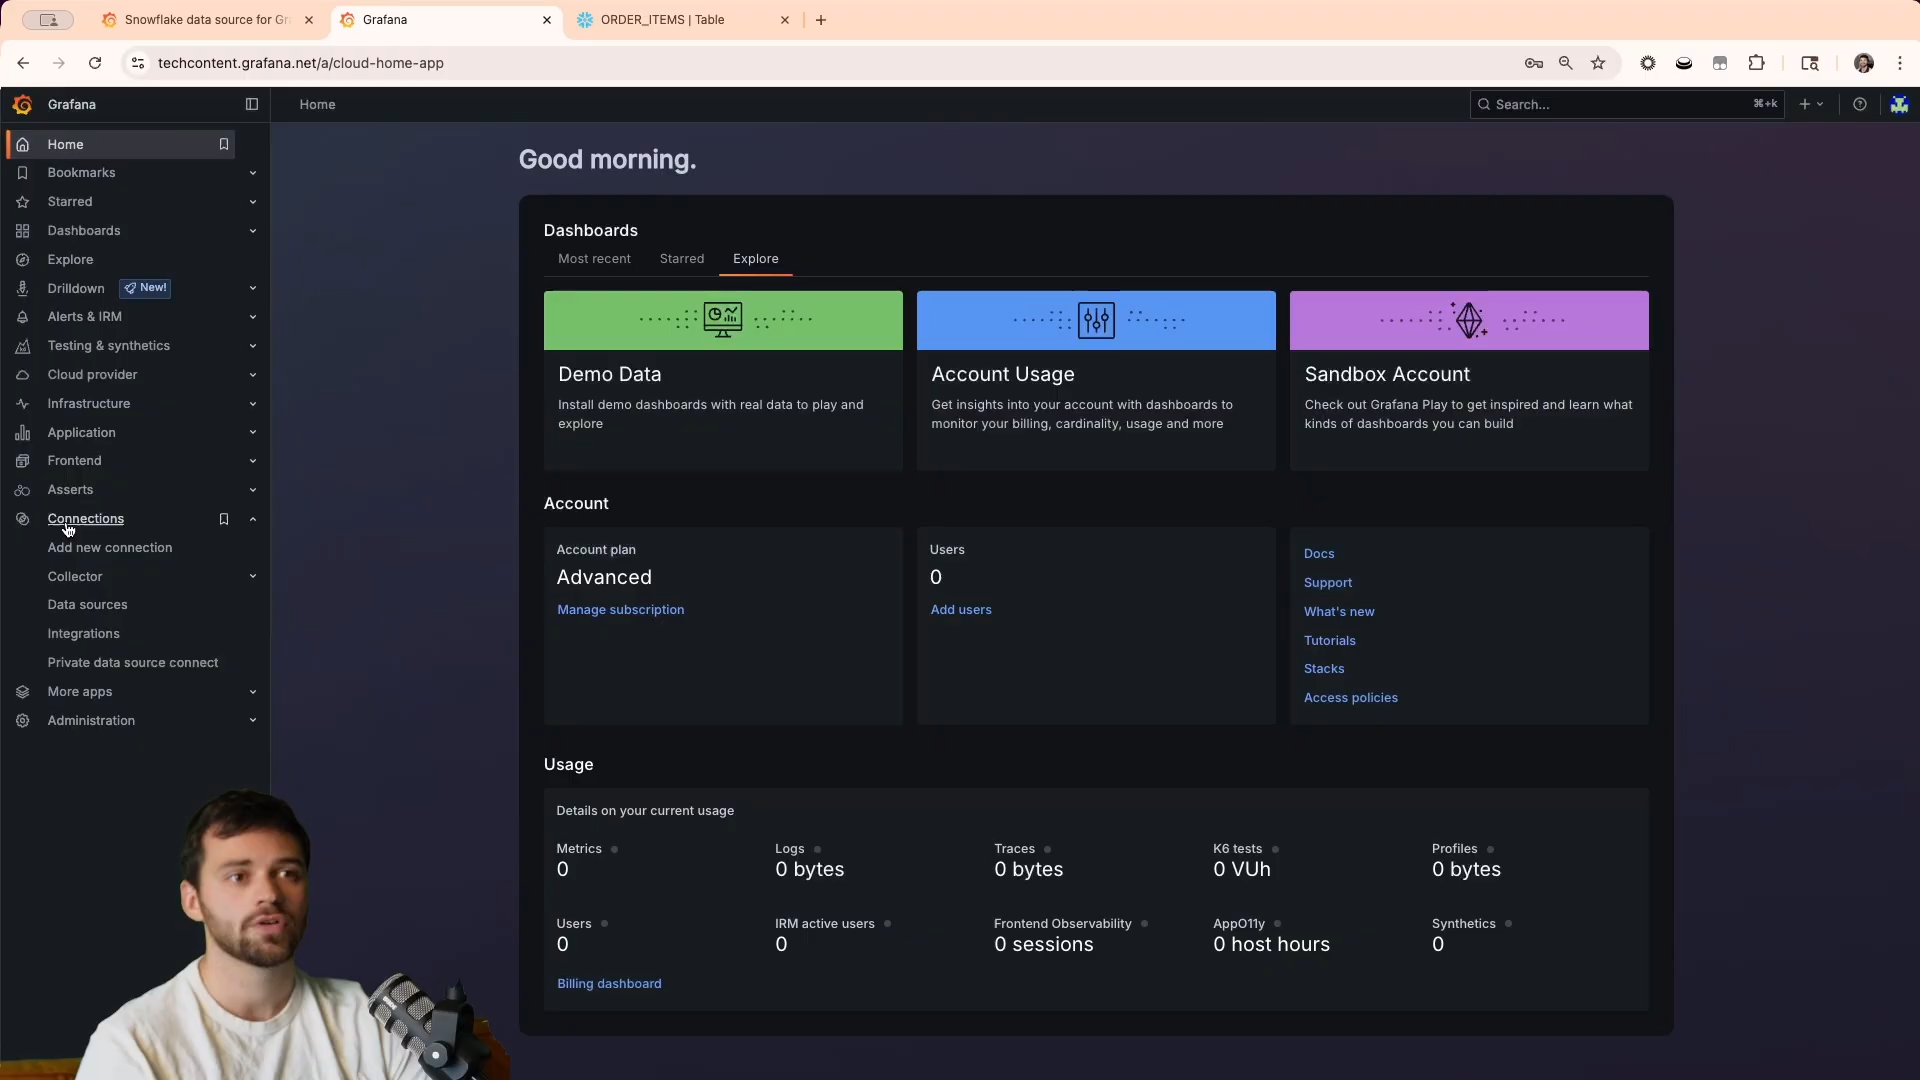 Snowflake data source for Gr
Grafana
ORDER_ITEMS | Table
techcontent.grafana.net/a/cloud-home-app
Grafana
Home
Search...
⌘+k
Home
Bookmarks
Starred
Dashboards
Explore
Drilldown
New!
Alerts & IRM
Testing & synthetics
Cloud provider
Infrastructure
Application
Frontend
Asserts
Connections
Add new connection
Collector
Data sources
Integrations
Private data source connect
More apps
Administration
Good morning.
Dashboards
Most recent
Starred
Explore
Demo Data
Install demo dashboards with real data to play and
explore
Account Usage
Get insights into your account with dashboards to
monitor your billing, cardinality, usage and more
Sandbox Account
Check out Grafana Play to get inspired and learn what
kinds of dashboards you can build
Account
Account plan
Advanced
Manage subscription
Users
0
Add users
Docs
Support
What's new
Tutorials
Stacks
Access policies
Usage
Details on your current usage
Metrics
0
Logs
0 bytes
Traces
0 bytes
K6 tests
0 VUh
Profiles
0 bytes
Users
0
IRM active users
0
Frontend Observability
0 sessions
AppO11y
0 host hours
Synthetics
0
Billing dashboard